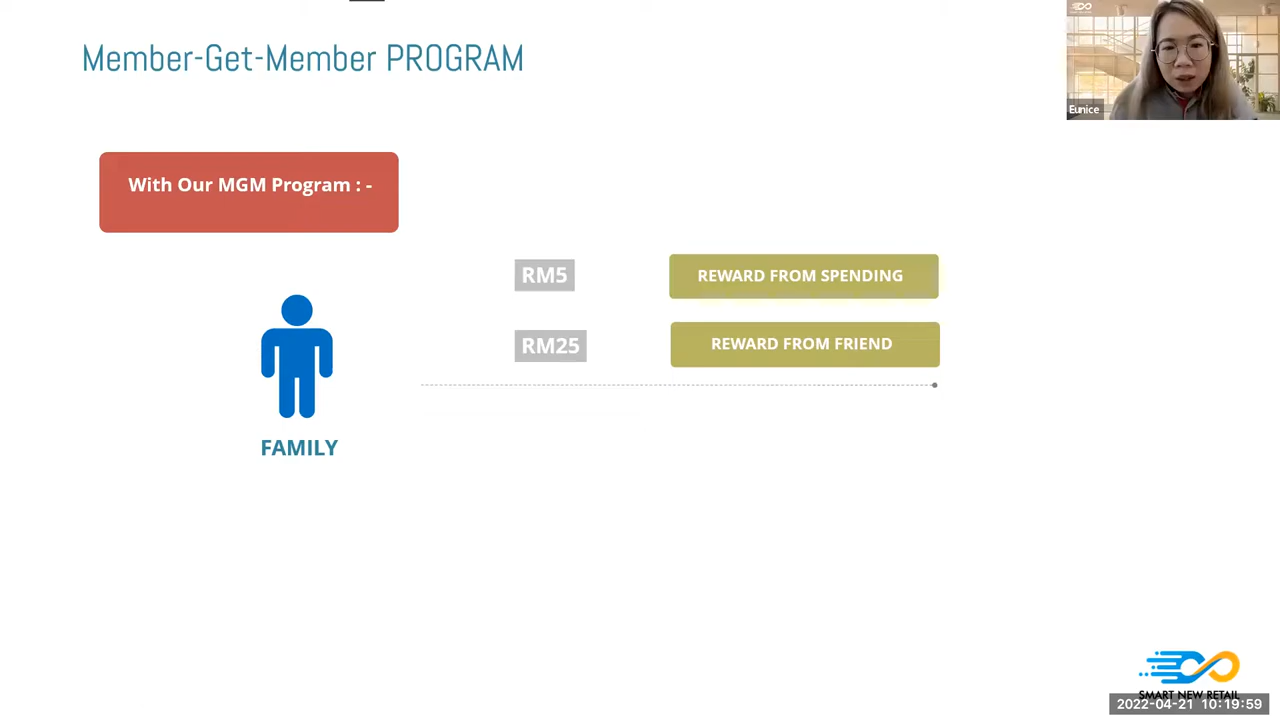 Member-Get-Member PROGRAM
Eunice
With Our MGM Program : -
RM5
REWARD FROM SPENDING
RM25
REWARD FROM FRIEND
FAMILY
SMART NEW RETAIL
2022-04-21 10:19:59